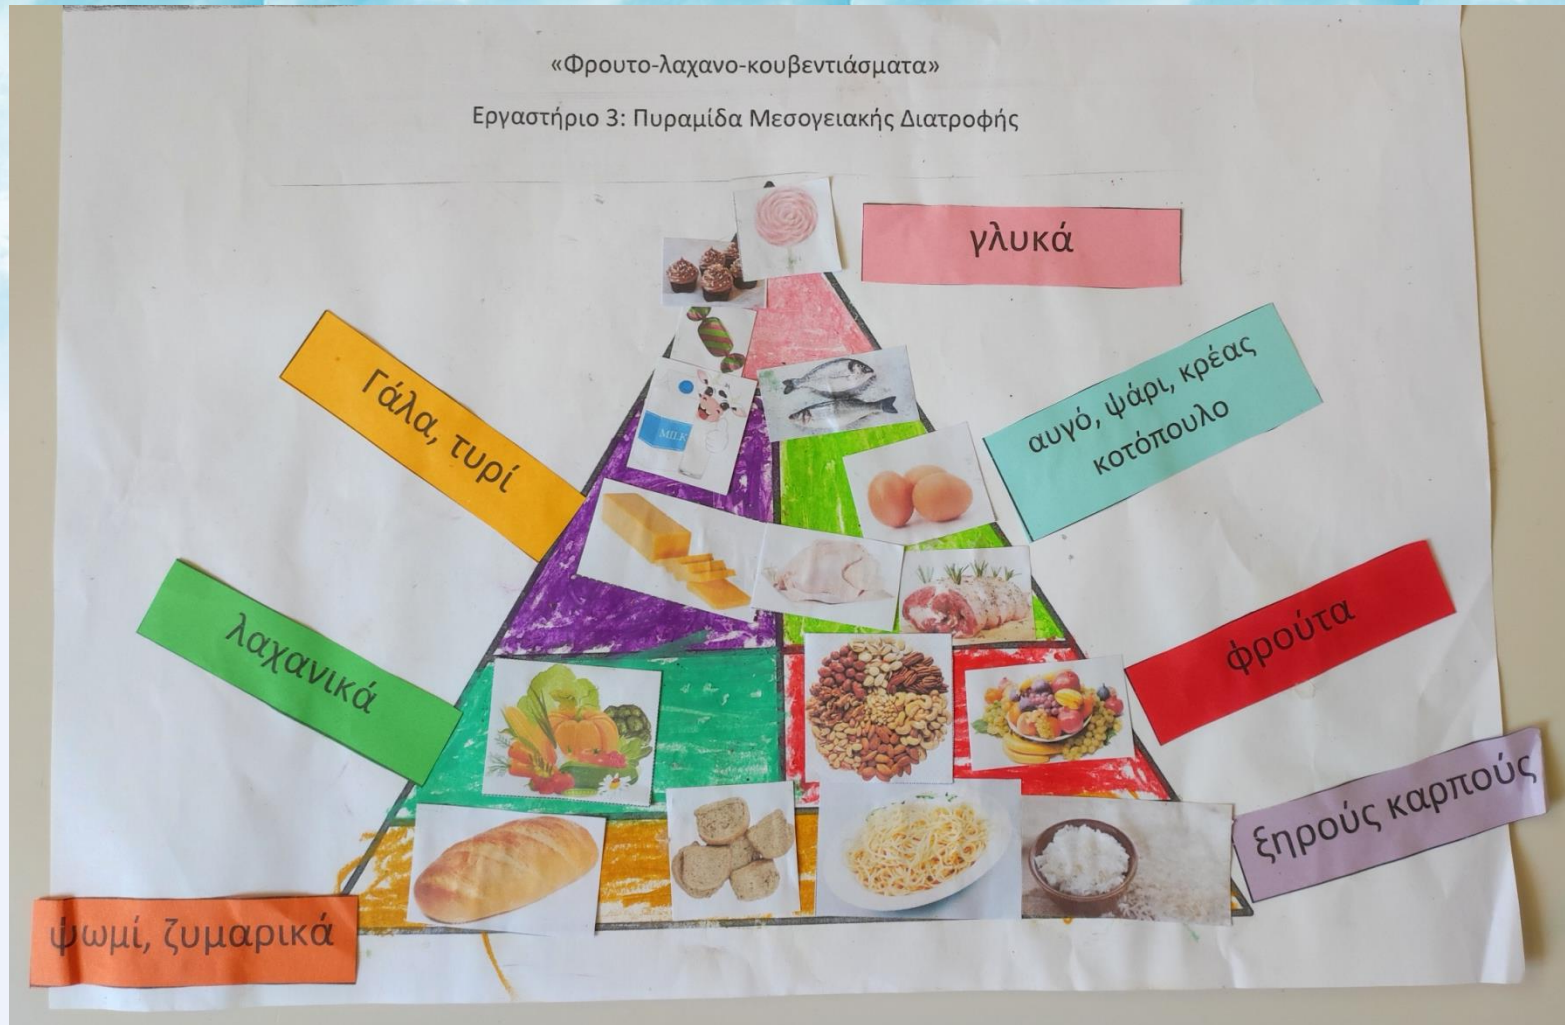 «Φρουτο-λαχανο-κουβεντιάσματα»
Εργαστήριο 3: Πυραμίδα Μεσογειακής Διατροφής
γλυκά
Γάλα, τυρί
αυγό, ψάρι, κρέας
κοτόπουλο
MILK
λαχανικά
φρούτα
ξηρούς καρπούς
ψωμί, ζυμαρικά